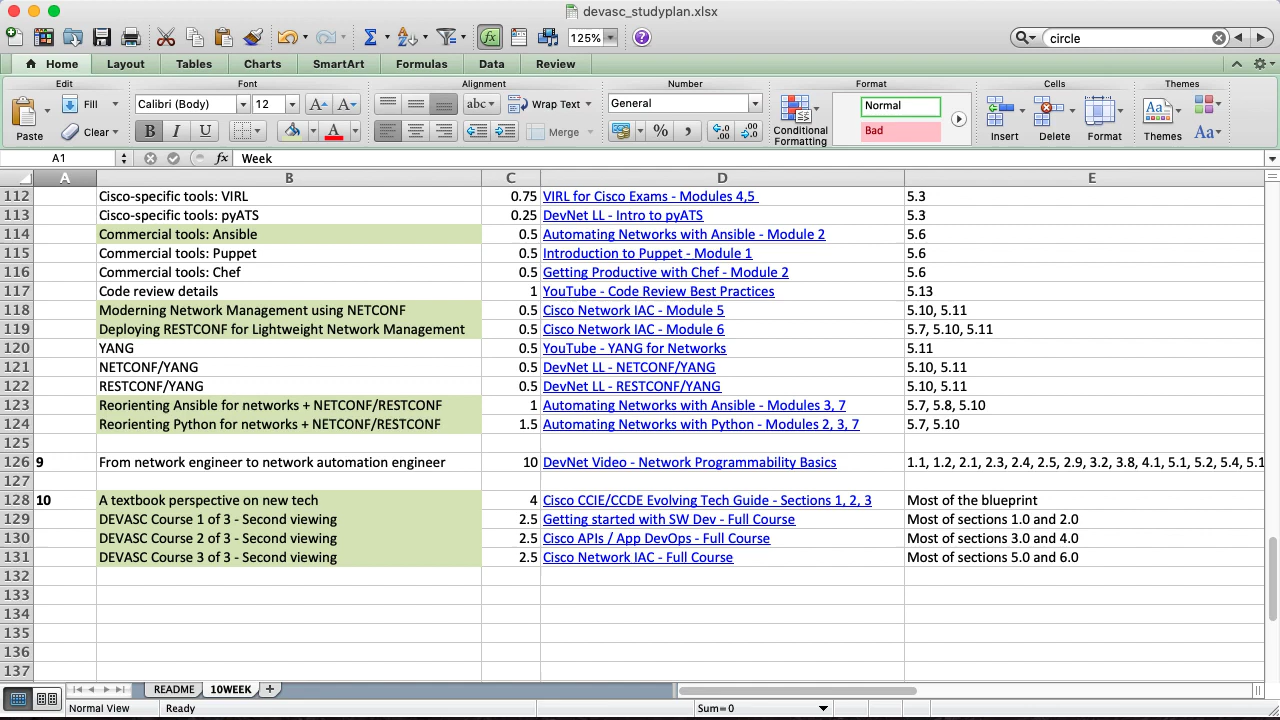 devasc_studyplan.xlsx
125%
circle
Home Layout Tables Charts SmartArt Formulas Data Review
Edit Font Alignment Number Format Cells Themes
Paste Fill Clear
Calibri (Body) 12
B I U
abc Wrap Text Merge
General
% ,
Conditional Formatting
Normal
Bad
Insert Delete Format Themes Aa
A1 fx Week
A B C D E
112 Cisco-specific tools: VIRL 0.75 VIRL for Cisco Exams - Modules 4,5 5.3
113 Cisco-specific tools: pyATS 0.25 DevNet LL - Intro to pyATS 5.3
114 Commercial tools: Ansible 0.5 Automating Networks with Ansible - Module 2 5.6
115 Commercial tools: Puppet 0.5 Introduction to Puppet - Module 1 5.6
116 Commercial tools: Chef 0.5 Getting Productive with Chef - Module 2 5.6
117 Code review details 1 YouTube - Code Review Best Practices 5.13
118 Moderning Network Management using NETCONF 0.5 Cisco Network IAC - Module 5 5.10, 5.11
119 Deploying RESTCONF for Lightweight Network Management 0.5 Cisco Network IAC - Module 6 5.7, 5.10, 5.11
120 YANG 0.5 YouTube - YANG for Networks 5.11
121 NETCONF/YANG 0.5 DevNet LL - NETCONF/YANG 5.10, 5.11
122 RESTCONF/YANG 0.5 DevNet LL - RESTCONF/YANG 5.10, 5.11
123 Reorienting Ansible for networks + NETCONF/RESTCONF 1 Automating Networks with Ansible - Modules 3, 7 5.7, 5.8, 5.10
124 Reorienting Python for networks + NETCONF/RESTCONF 1.5 Automating Networks with Python - Modules 2, 3, 7 5.7, 5.10
125
126 9 From network engineer to network automation engineer 10 DevNet Video - Network Programmability Basics 1.1, 1.2, 2.1, 2.3, 2.4, 2.5, 2.9, 3.2, 3.8, 4.1, 5.1, 5.2, 5.4, 5.1
127
128 10 A textbook perspective on new tech 4 Cisco CCIE/CCDE Evolving Tech Guide - Sections 1, 2, 3 Most of the blueprint
129 DEVASC Course 1 of 3 - Second viewing 2.5 Getting started with SW Dev - Full Course Most of sections 1.0 and 2.0
130 DEVASC Course 2 of 3 - Second viewing 2.5 Cisco APIs / App DevOps - Full Course Most of sections 3.0 and 4.0
131 DEVASC Course 3 of 3 - Second viewing 2.5 Cisco Network IAC - Full Course Most of sections 5.0 and 6.0
132
133
134
135
136
137
README 10WEEK
Normal View Ready Sum=0